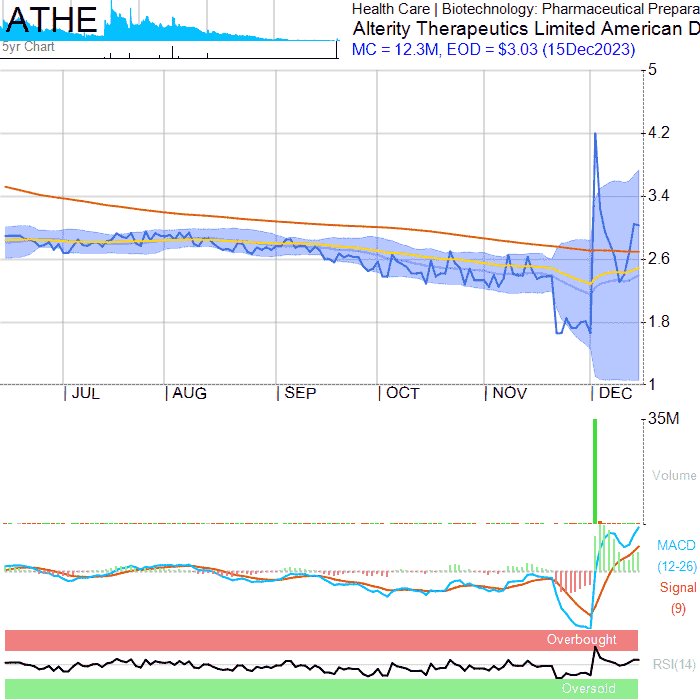 ATHE
5yr Chart
Health Care | Biotechnology: Pharmaceutical Prepara
Alterity Therapeutics Limited American D
MC = 12.3M, EOD = $3.03 (15Dec2023)
5
4.2
3.4
2.6
1.8
1
JUL
AUG
SEP
OCT
NOV
DEC
35M
Volume
MACD
(12-26)
Signal
(9)
Overbought
RSI(14)
Oversold